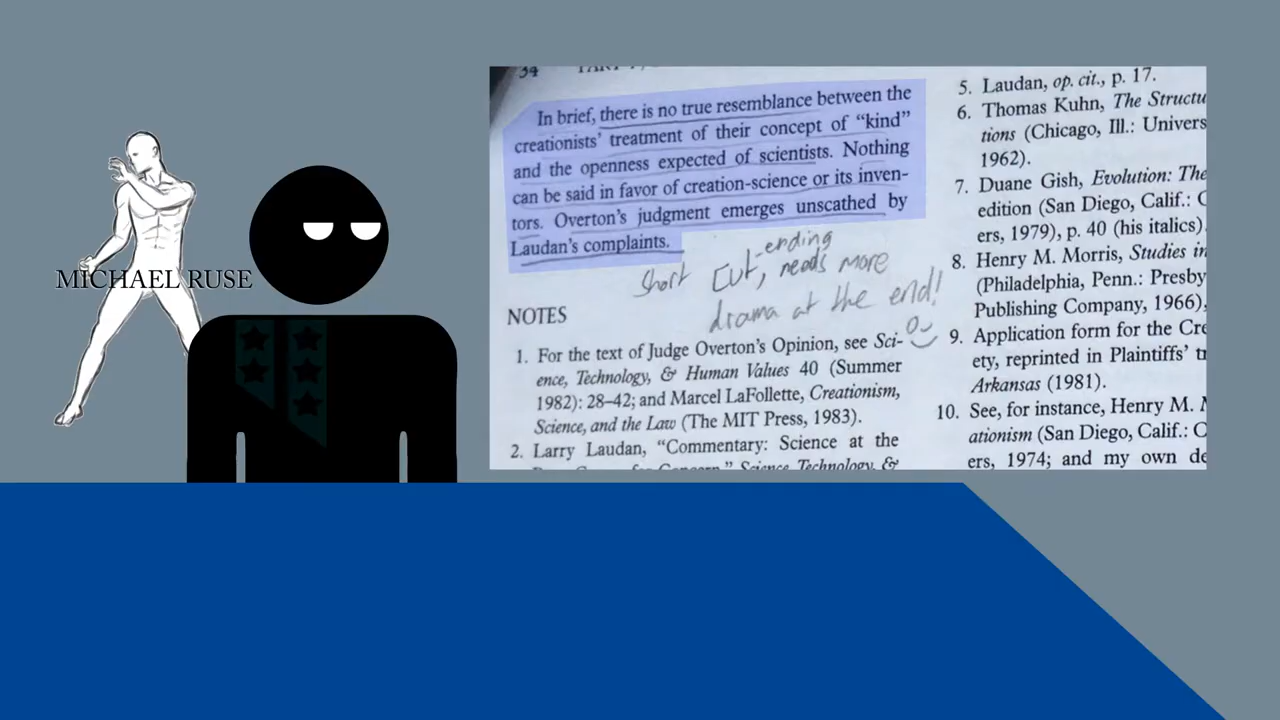 MICHAEL RUSE
34
In brief, there is no true resemblance between the
creationists' treatment of their concept of “kind”
and the openness expected of scientists. Nothing
can be said in favor of creation-science or its inven-
tors. Overton's judgment emerges unscathed by
Laudan's complaints.
short cut-ending, needs more
drama at the end!
NOTES
1. For the text of Judge Overton's Opinion, see Sci-
ence, Technology, & Human Values 40 (Summer
1982): 28–42; and Marcel LaFollette, Creationism,
Science, and the Law (The MIT Press, 1983).
2. Larry Laudan, “Commentary: Science at the
Science, Technology, &
5. Laudan, op. cit., p. 17.
6. Thomas Kuhn, The Structu
tions (Chicago, Ill.: Univers
1962).
7. Duane Gish, Evolution: The
edition (San Diego, Calif.: C
ers, 1979), p. 40 (his italics)
8. Henry M. Morris, Studies in
(Philadelphia, Penn.: Presby
Publishing Company, 1966),
9. Application form for the Cre
ety, reprinted in Plaintiffs' tr
Arkansas (1981).
10. See, for instance, Henry M. M
ationism (San Diego, Calif.: C
ers, 1974; and my own de